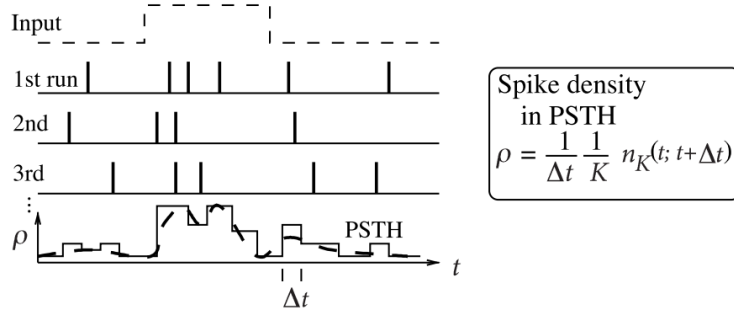 Input
1st run
2nd
3rd
...
ρ
PSTH
t
Δt
Spike density
in PSTH
ρ = 1/Δt 1/K n_K(t; t+Δt)